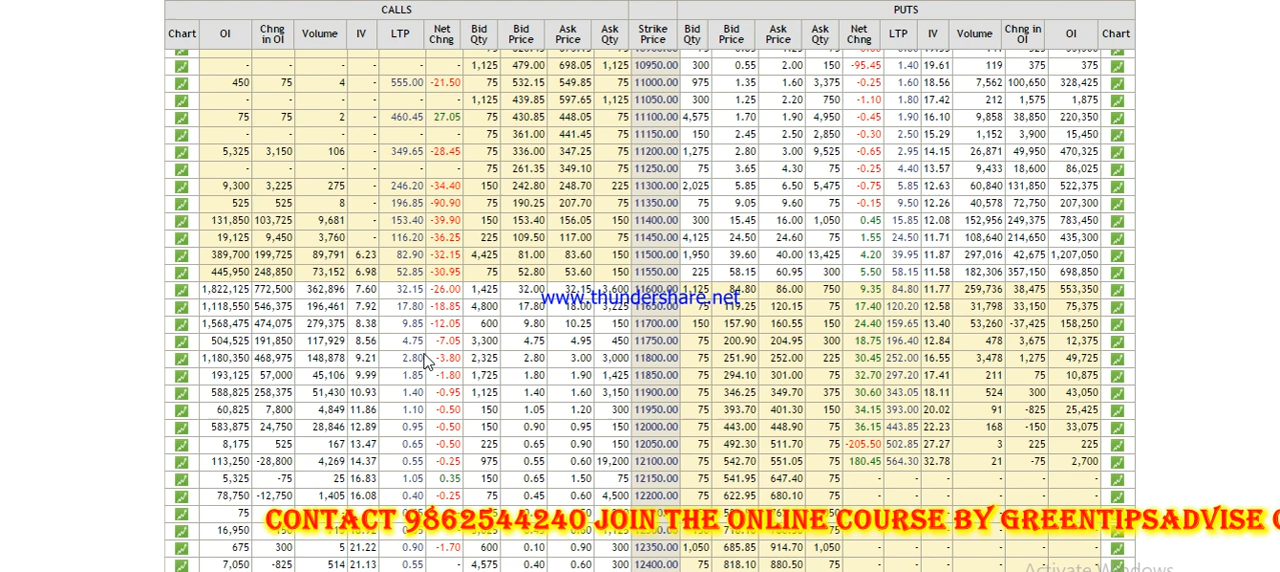 CALLS PUTS
Chart OI Chng in OI Volume IV LTP Net Chng Bid Qty Bid Price Ask Price Ask Qty Strike Price Bid Qty Bid Price Ask Price Ask Qty Net Chng LTP IV Volume Chng in OI OI Chart
- - - - - - 1,125 479.00 698.05 1,125 10950.00 300 0.55 2.00 150 -95.45 1.40 19.61 119 375 375
450 75 4 - 555.00 -21.50 75 532.15 549.85 75 11000.00 975 1.35 1.60 3,375 -0.25 1.60 18.56 7,562 100,650 328,425
- - - - - - 1,125 439.85 597.65 1,125 11050.00 300 1.25 2.20 750 -1.10 1.80 17.42 212 1,575 1,875
75 75 2 - 460.45 27.05 75 430.85 448.05 75 11100.00 4,575 1.70 1.90 4,950 -0.45 1.90 16.10 9,858 38,850 220,350
- - - - - - 75 361.00 441.45 75 11150.00 150 2.45 2.50 2,850 -0.30 2.50 15.29 1,152 3,900 15,450
5,325 3,150 106 - 349.65 -28.45 75 336.00 347.25 75 11200.00 1,275 2.80 3.00 9,525 -0.65 2.95 14.15 26,871 49,950 470,325
- - - - - - 75 261.35 349.10 75 11250.00 75 3.65 4.30 75 -0.25 4.40 13.57 9,433 18,600 86,025
9,300 3,225 275 - 246.20 -34.40 150 242.80 248.70 225 11300.00 2,025 5.85 6.50 5,475 -0.75 5.85 12.63 60,840 131,850 522,375
525 525 8 - 196.85 -90.90 75 190.25 207.70 75 11350.00 75 9.05 9.60 75 -0.15 9.50 12.26 40,578 72,750 207,300
131,850 103,725 9,681 - 153.40 -39.90 150 153.40 156.05 150 11400.00 300 15.45 16.00 1,050 0.45 15.85 12.08 152,956 249,375 783,450
19,125 9,450 3,760 - 116.20 -36.25 225 109.50 117.00 75 11450.00 4,125 24.50 24.60 75 1.55 24.50 11.71 108,640 214,650 435,300
389,700 199,725 89,791 6.23 82.90 -32.15 4,425 81.00 83.60 150 11500.00 1,950 39.60 40.00 13,425 4.20 39.95 11.87 297,016 42,675 1,207,050
445,950 248,850 73,152 6.98 52.85 -30.95 75 52.80 53.60 150 11550.00 225 58.15 60.95 300 5.50 58.15 11.58 182,306 357,150 698,850
1,822,125 772,500 362,896 7.60 32.15 -26.00 1,425 32.00 32.15 3,600 11600.00 1,125 84.80 86.00 750 9.35 84.80 11.77 259,736 38,475 553,350
www.thundershare.net
1,118,550 546,375 196,461 7.92 17.80 -18.85 4,800 17.80 18.00 3,225 11650.00 75 119.25 120.15 75 17.40 120.20 12.58 31,798 33,150 75,375
1,568,475 474,075 279,375 8.38 9.85 -12.05 600 9.80 10.25 150 11700.00 150 157.90 160.55 150 24.40 159.65 13.40 53,260 -37,425 158,250
504,525 191,850 117,929 8.56 4.75 -7.05 3,300 4.75 4.95 450 11750.00 75 200.90 204.95 300 18.75 196.40 12.84 478 3,675 12,375
1,180,350 468,975 148,878 9.21 2.80 -3.80 2,325 2.80 3.00 3,000 11800.00 75 251.90 252.00 225 30.45 252.00 16.55 3,478 1,275 49,725
193,125 57,000 45,106 9.99 1.85 -1.80 1,725 1.80 1.90 1,425 11850.00 75 294.10 301.00 75 32.70 297.20 17.41 211 75 10,875
588,825 258,375 51,430 10.93 1.40 -0.95 1,125 1.40 1.60 3,150 11900.00 75 346.25 349.70 375 30.60 343.05 18.11 524 300 43,050
60,825 7,800 4,849 11.86 1.10 -0.50 150 1.05 1.20 300 11950.00 75 393.70 401.30 150 34.15 393.00 20.02 91 -825 25,425
583,875 24,750 28,846 12.89 0.95 -0.50 150 0.90 0.95 150 12000.00 75 443.00 448.90 75 36.15 443.85 22.23 168 -150 33,075
8,175 525 167 13.47 0.65 -0.50 225 0.65 0.90 150 12050.00 75 492.30 511.70 75 -205.50 502.85 27.27 3 225 225
113,250 -28,800 4,269 14.37 0.55 -0.25 975 0.55 0.60 19,200 12100.00 75 542.70 551.05 75 180.45 564.30 32.78 21 -75 2,700
5,325 -75 25 16.83 1.05 0.35 150 0.65 1.50 75 12150.00 75 541.95 647.40 75 - - - - - -
78,750 -12,750 1,405 16.08 0.40 -0.25 75 0.45 0.60 4,500 12200.00 75 622.95 680.10 75 - - - - - -
75
CONTACT 9862544240 JOIN THE ONLINE COURSE BY GREENTIPSADVISE
16,950
675 300 5 21.22 0.90 -1.70 600 0.10 0.90 300 12350.00 1,050 685.85 914.70 1,050 - - - - - -
7,050 -825 514 21.13 0.55 - 4,575 0.40 0.60 300 12400.00 75 818.10 880.50 75 - - - - - -
Activate Windows